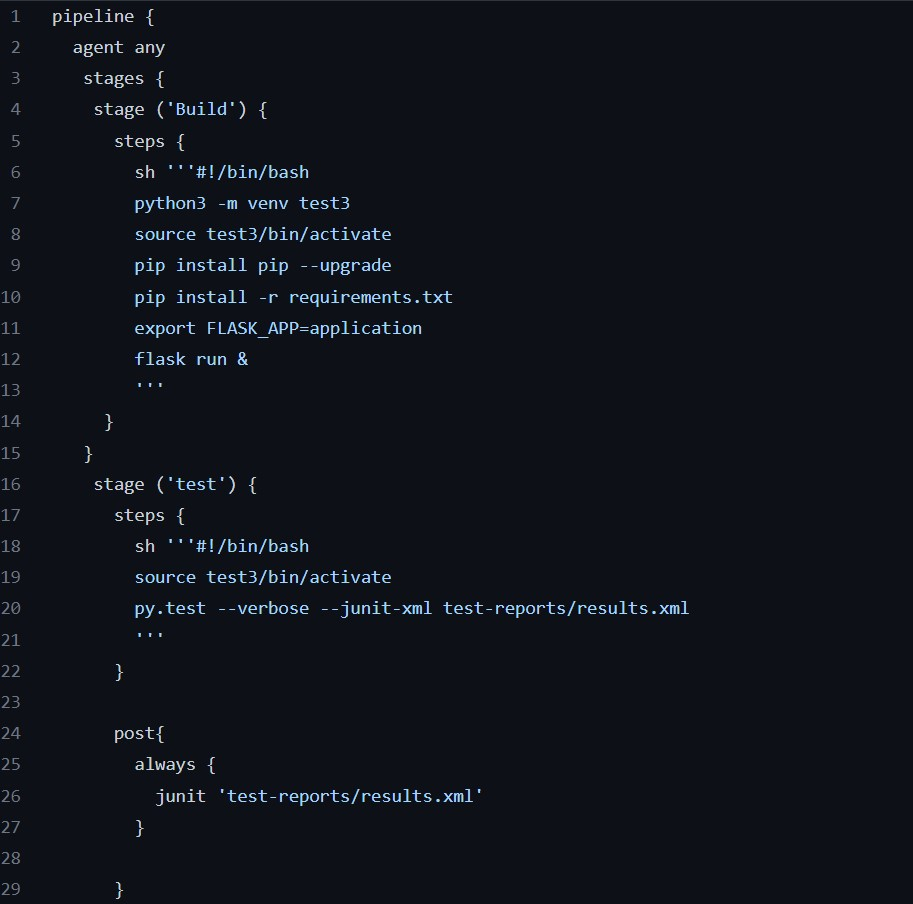 1 pipeline {
2 agent any
3 stages {
4 stage ('Build') {
5 steps {
6 sh '''#!/bin/bash
7 python3 -m venv test3
8 source test3/bin/activate
9 pip install pip --upgrade
10 pip install -r requirements.txt
11 export FLASK_APP=application
12 flask run &
13 '''
14 }
15 }
16 stage ('test') {
17 steps {
18 sh '''#!/bin/bash
19 source test3/bin/activate
20 py.test --verbose --junit-xml test-reports/results.xml
21 '''
22 }
23
24 post{
25 always {
26 junit 'test-reports/results.xml'
27 }
28
29 }